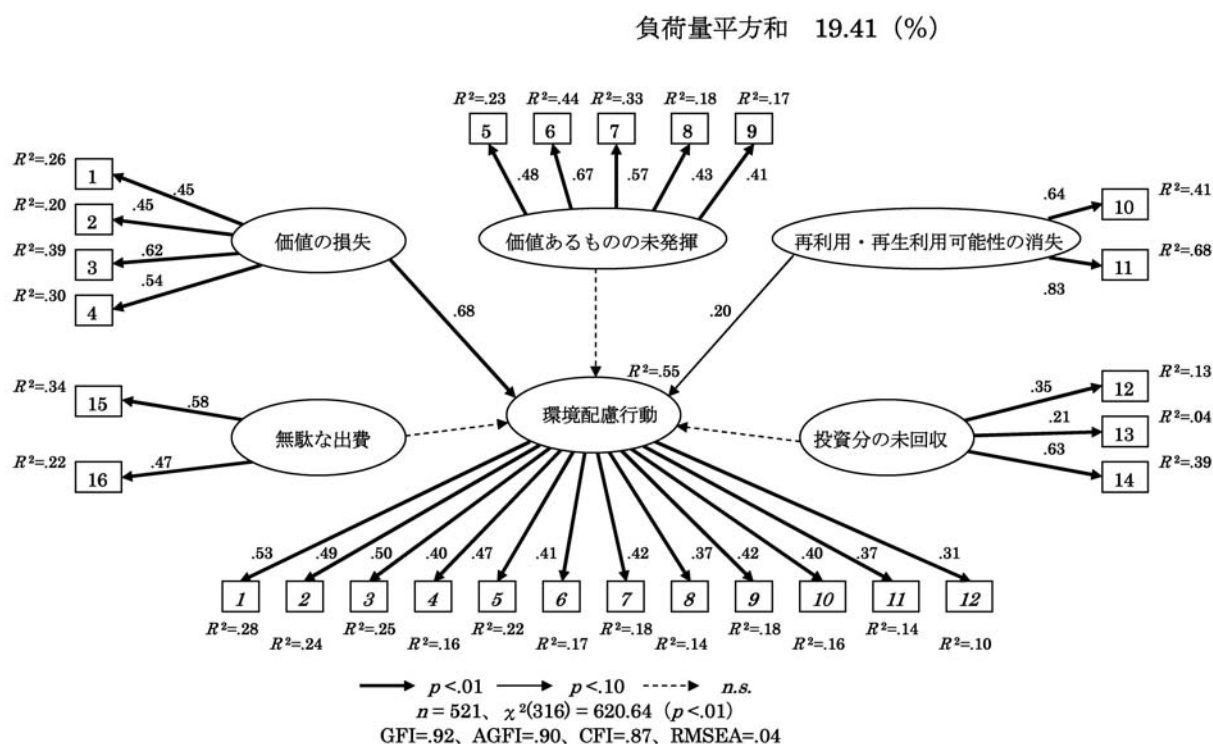 負荷量平方和 19.41 (%)
R²=.23 R²=.44 R²=.33 R²=.18 R²=.17
5 6 7 8 9
.48 .67 .57 .43 .41
R²=.26 1 .45
R²=.20 2 .45
R²=.39 3 .62
R²=.30 4 .54
価値の損失
価値あるものの未発揮
再利用・再生利用可能性の消失
.64 10 R²=.41
.83 11 R²=.68
.68
.20
R²=.55
環境配慮行動
R²=.34 15 .58
R²=.22 16 .47
無駄な出費
投資分の未回収
.35 12 R²=.13
.21 13 R²=.04
.63 14 R²=.39
.53 .49 .50 .40 .47 .41 .42 .37 .42 .40 .37 .31
1 2 3 4 5 6 7 8 9 10 11 12
R²=.28 R²=.24 R²=.25 R²=.16 R²=.22 R²=.17 R²=.18 R²=.14 R²=.18 R²=.16 R²=.14 R²=.10
p<.01 p<.10 n.s.
n = 521、χ²(316) = 620.64 (p<.01)
GFI=.92、AGFI=.90、CFI=.87、RMSEA=.04